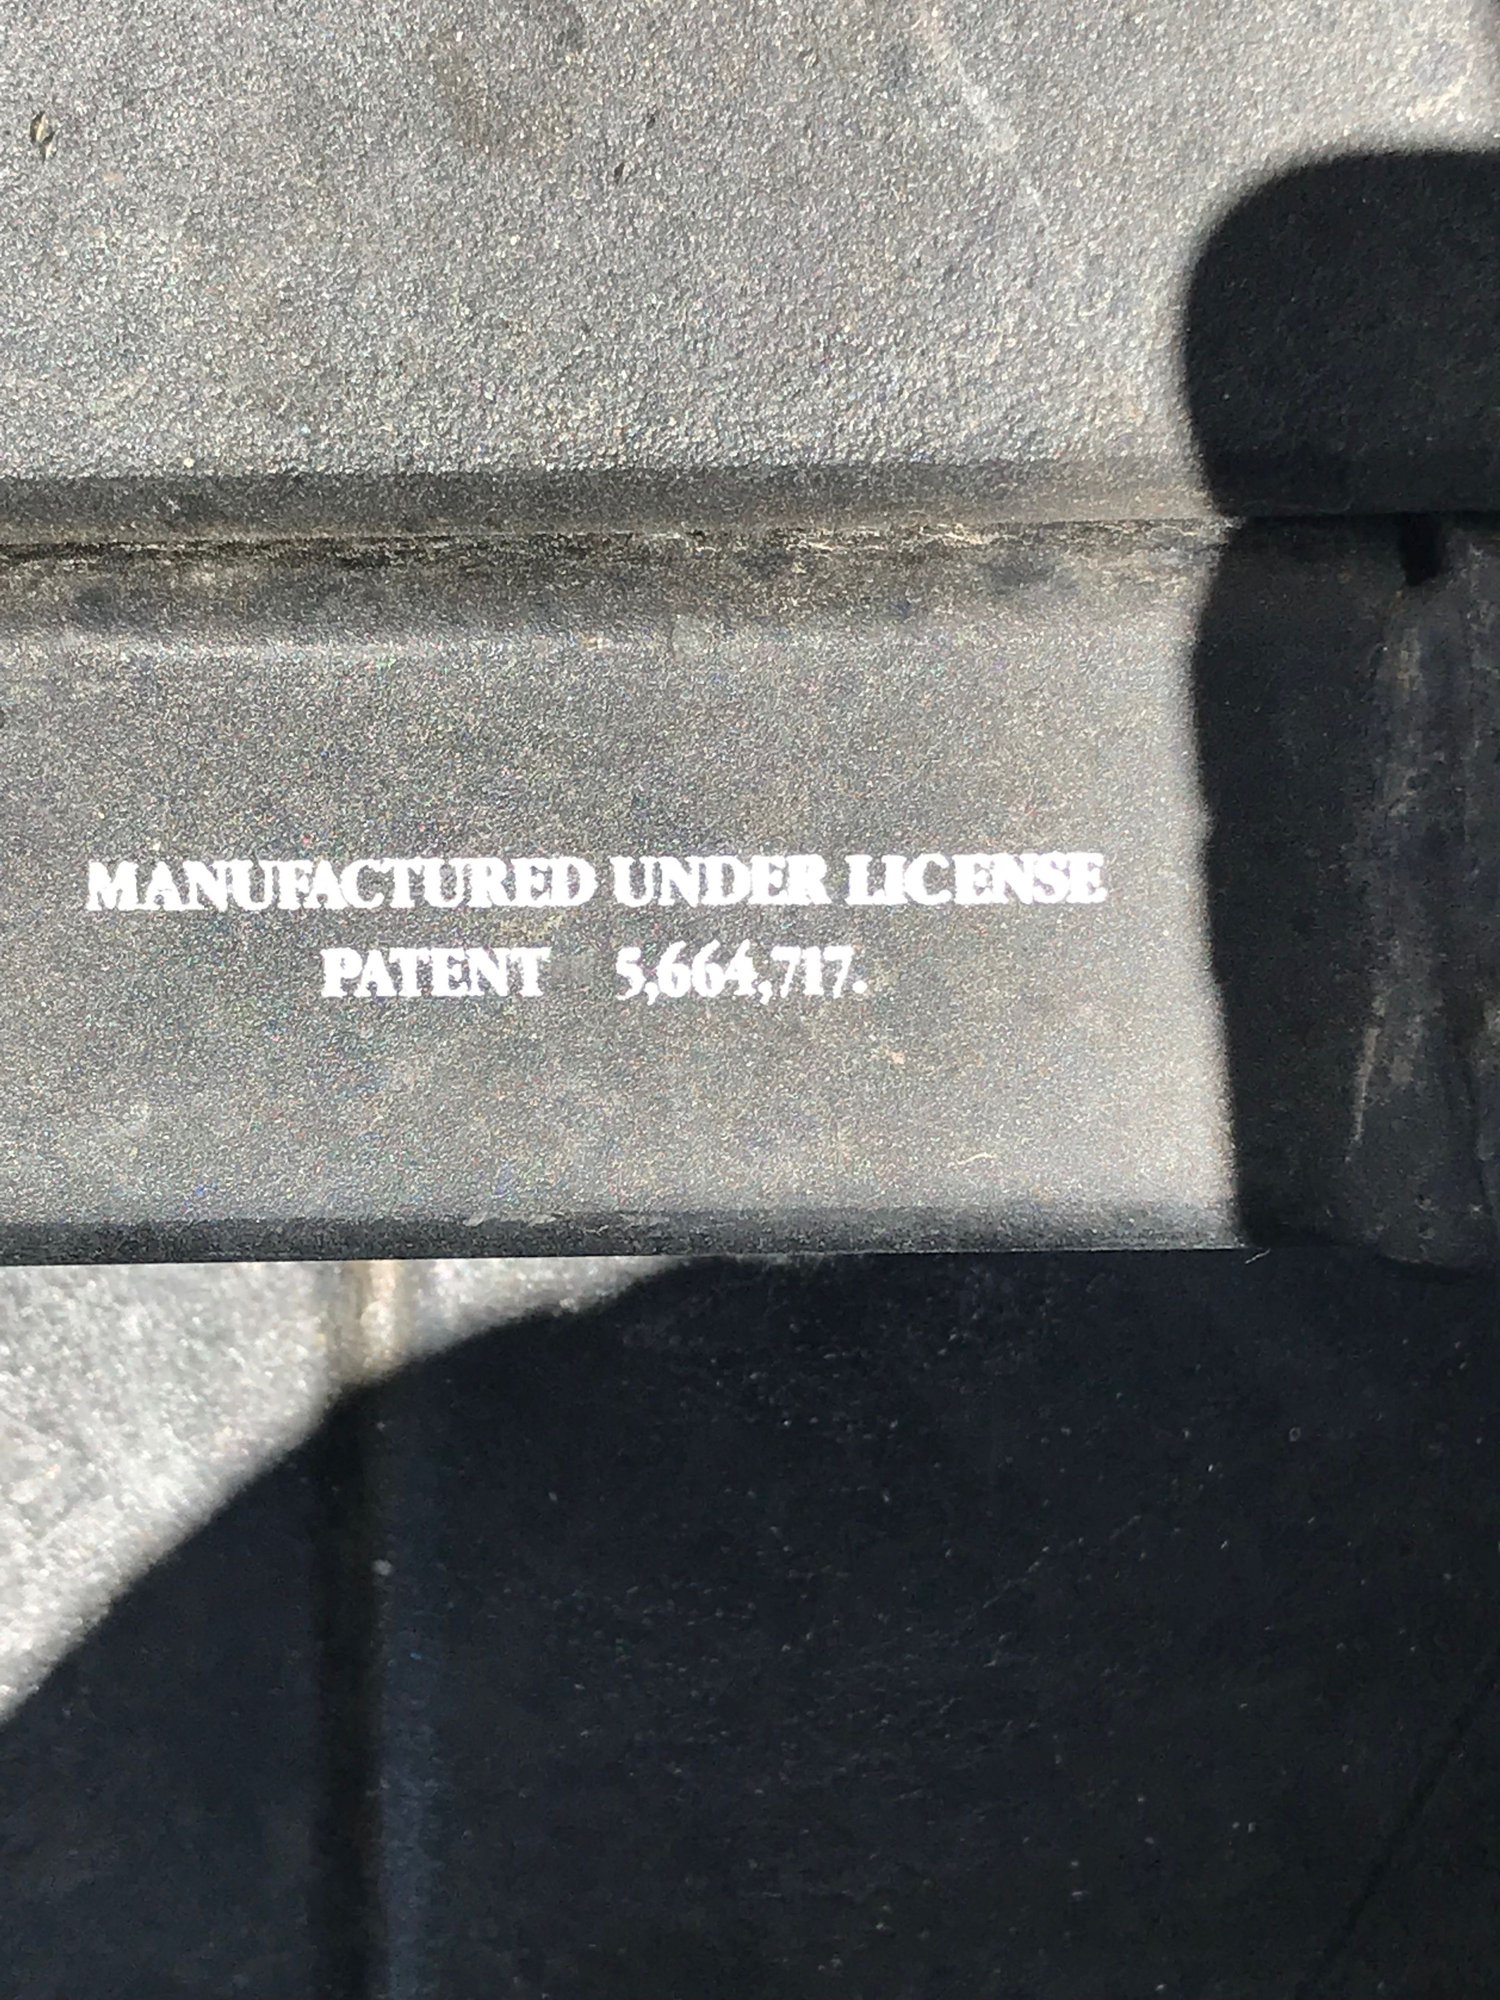 MANUFACTURED UNDER LICENSE
PATENT 5,664,717.